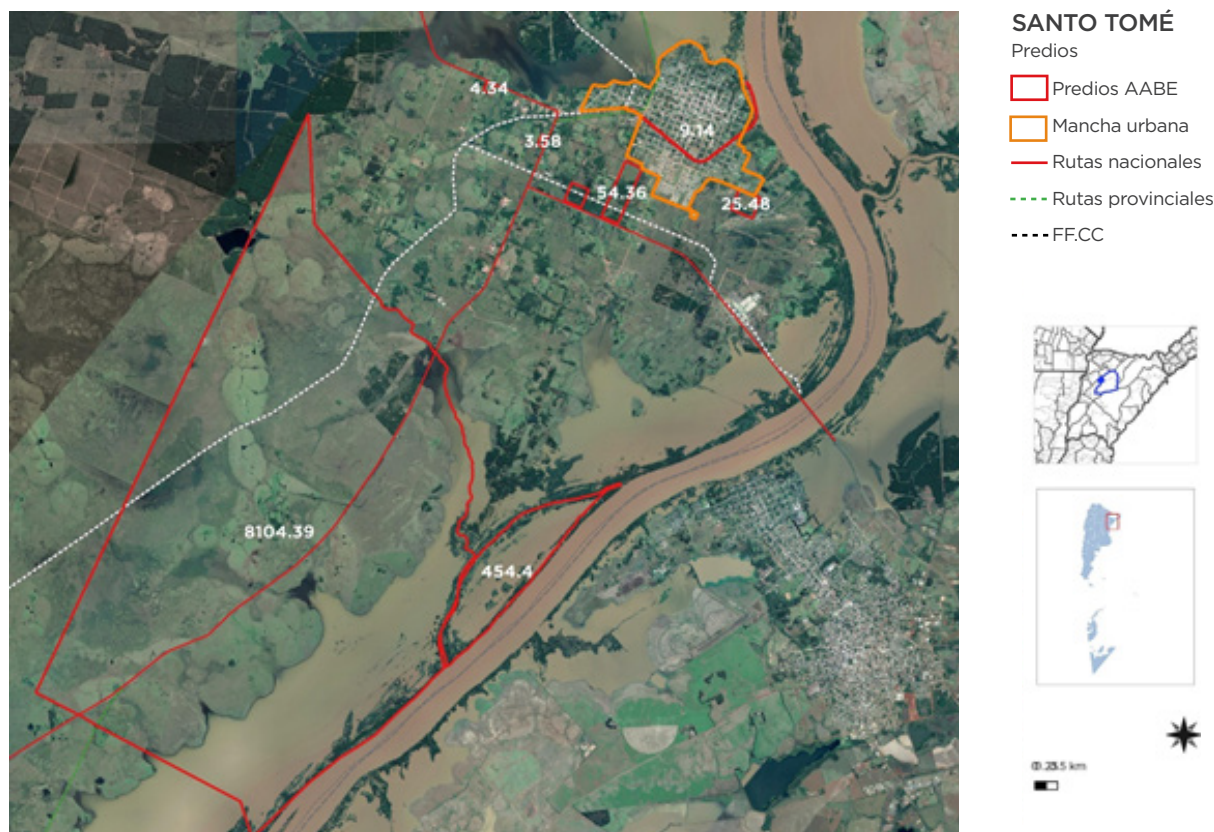 4.34
3.58
9.14
54.36
25.48
8104.39
454.4
SANTO TOMÉ
Predios
Predios AABE
Mancha urbana
Rutas nacionales
Rutas provinciales
FF.CC
km